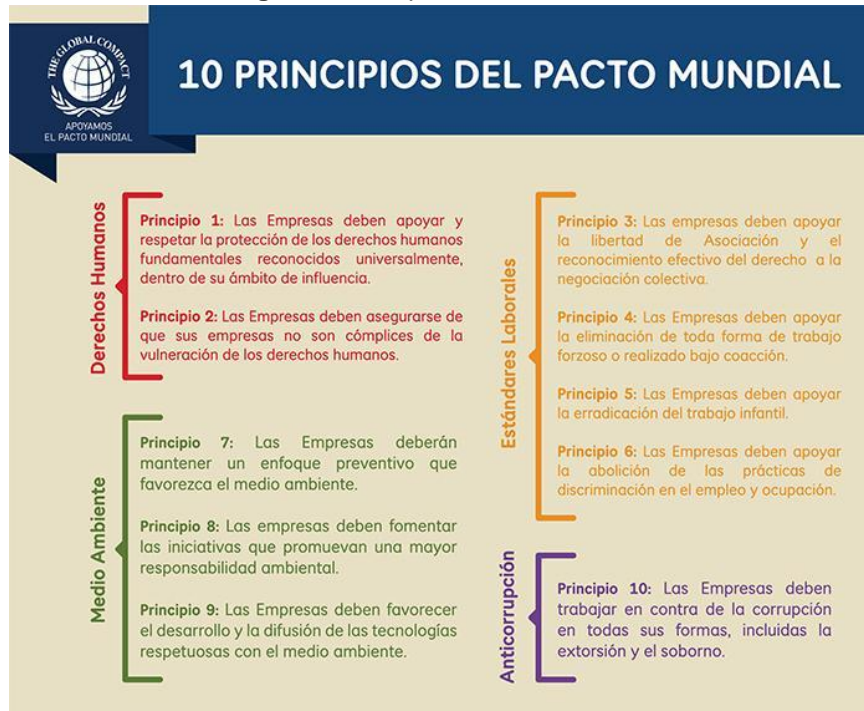 THE GLOBAL COMPACT
APOYAMOS
EL PACTO MUNDIAL
10 PRINCIPIOS DEL PACTO MUNDIAL
Derechos Humanos
Principio 1: Las Empresas deben apoyar y
respetar la protección de los derechos humanos
fundamentales reconocidos universalmente,
dentro de su ámbito de influencia.
Principio 2: Las Empresas deben asegurarse de
que sus empresas no son cómplices de la
vulneración de los derechos humanos.
Estándares Laborales
Principio 3: Las empresas deben apoyar
la libertad de Asociación y el
reconocimiento efectivo del derecho a la
negociación colectiva.
Principio 4: Las Empresas deben apoyar
la eliminación de toda forma de trabajo
forzoso o realizado bajo coacción.
Principio 5: Las Empresas deben apoyar
la erradicación del trabajo infantil.
Principio 6: Las Empresas deben apoyar
la abolición de las prácticas de
discriminación en el empleo y ocupación.
Medio Ambiente
Principio 7: Las Empresas deberán
mantener un enfoque preventivo que
favorezca el medio ambiente.
Principio 8: Las empresas deben fomentar
las iniciativas que promuevan una mayor
responsabilidad ambiental.
Principio 9: Las Empresas deben favorecer
el desarrollo y la difusión de las tecnologías
respetuosas con el medio ambiente.
Anticorrupción
Principio 10: Las Empresas deben
trabajar en contra de la corrupción
en todas sus formas, incluidas la
extorsión y el soborno.